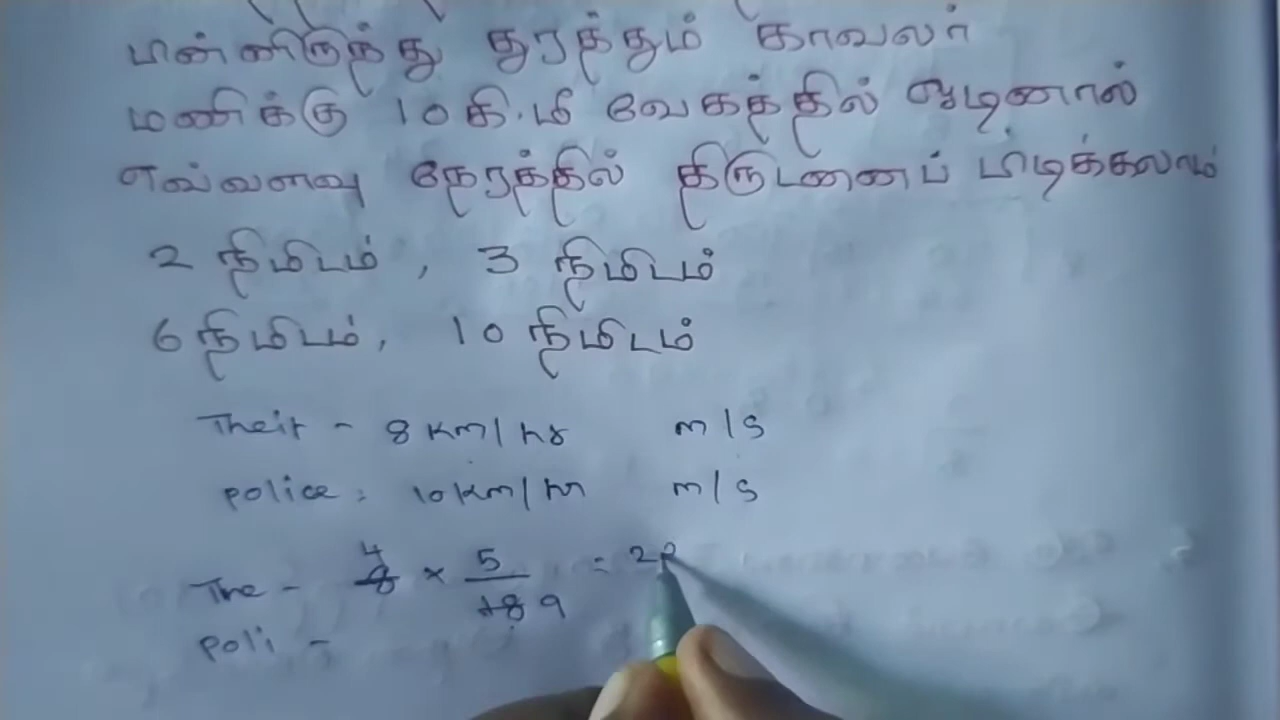 பின்னிருந்து துரத்தும் காவலர்
மணிக்கு 10 கி.மீ வேகத்தில் ஓடினால்
எவ்வளவு நேரத்தில் திருடனைப் பிடிக்கலாம்
2 நிமிடம் , 3 நிமிடம்
6 நிமிடம் , 10 நிமிடம்
Their - 8 km/hr m/s
police : 10 km/hr m/s
The - 8 4 × 5/18 9 = 20
Poli -